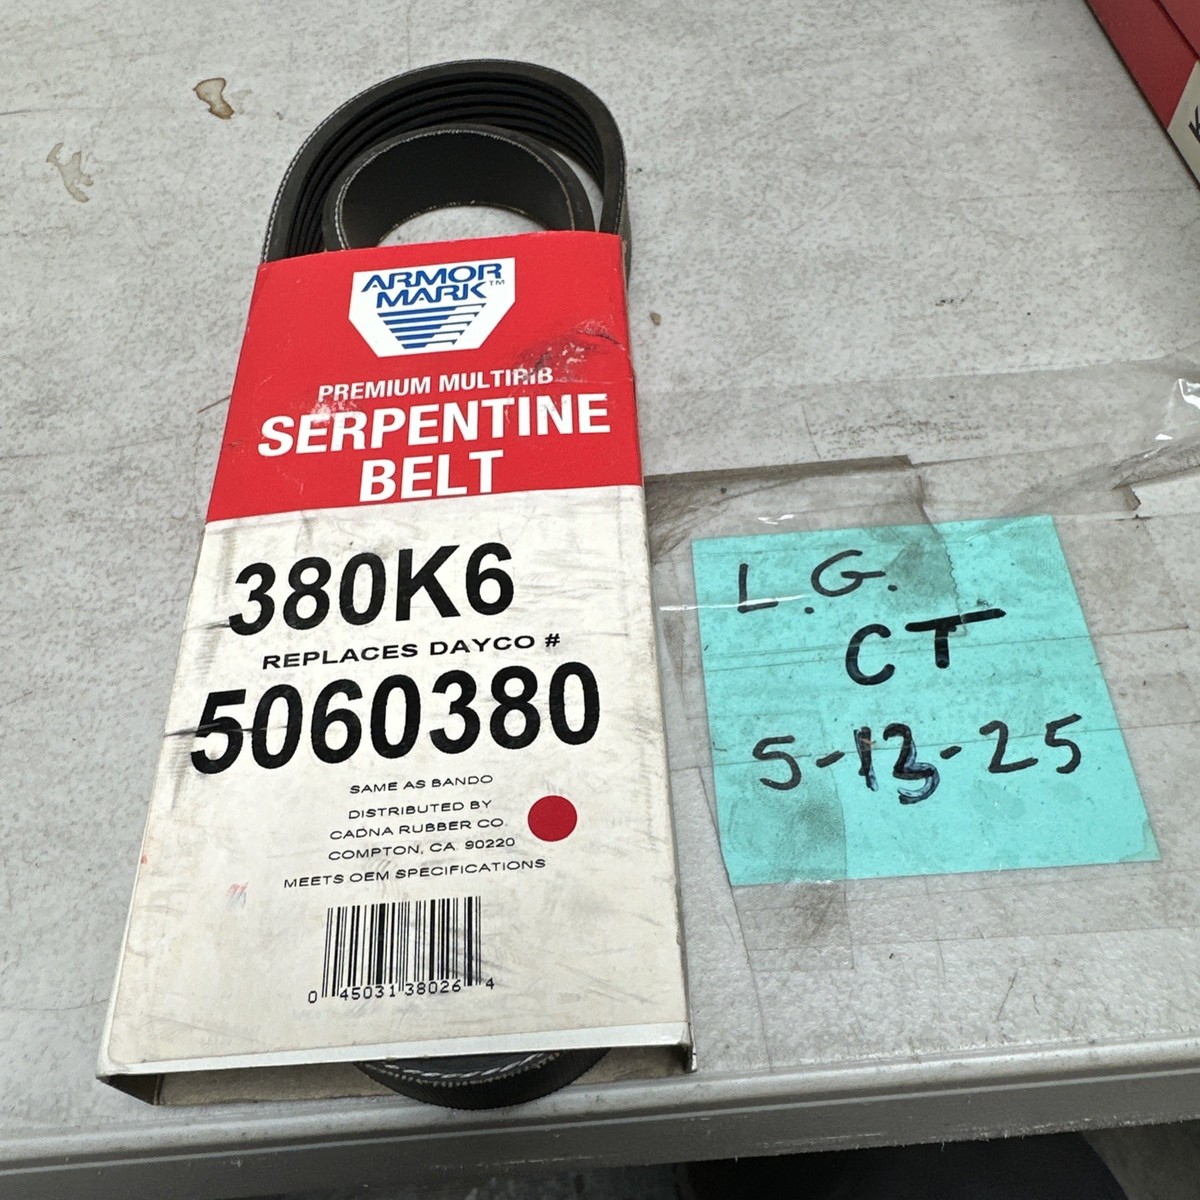 ARMOR
MARK™
PREMIUM MULTIRIB
SERPENTINE
BELT
380K6
REPLACES DAYCO #
5060380
SAME AS BANDO
DISTRIBUTED BY
CADNA RUBBER CO.
COMPTON, CA 90220
MEETS OEM SPECIFICATIONS
0 45031 38026 4
L.G.
CT
5-13-25